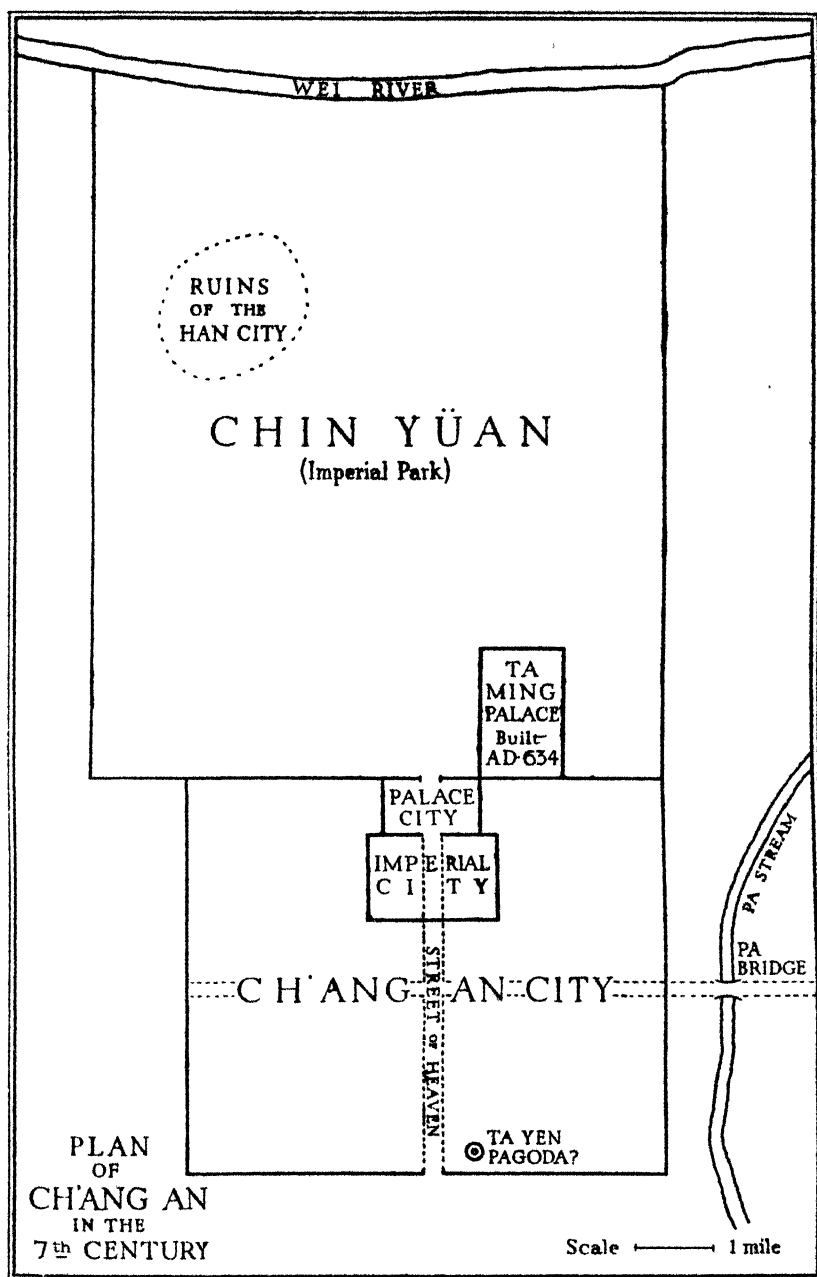 WEI RIVER
RUINS
OF THE
HAN CITY
CHIN YÜAN
(Imperial Park)
TA
MING
PALACE
Built
AD·634
PALACE
CITY
IMPERIAL
CITY
PA STREAM
PA
BRIDGE
CH'ANG AN CITY
STREET OF HEAVEN
TA YEN
PAGODA?
PLAN
OF
CH'ANG AN
IN THE
7th CENTURY
Scale 1 mile